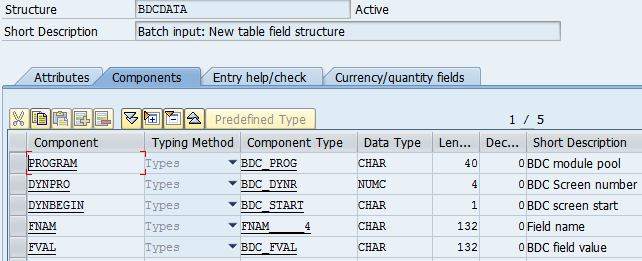 Structure BDCDATA Active
Short Description Batch input: New table field structure
Attributes Components Entry help/check Currency/quantity fields
Predefined Type 1 / 5
Component Typing Method Component Type Data Type Len... Dec... Short Description
PROGRAM Types BDC_PROG CHAR 40 0 BDC module pool
DYNPRO Types BDC_DYNR NUMC 4 0 BDC Screen number
DYNBEGIN Types BDC_START CHAR 1 0 BDC screen start
FNAM Types FNAM_____4 CHAR 132 0 Field name
FVAL Types BDC_FVAL CHAR 132 0 BDC field value